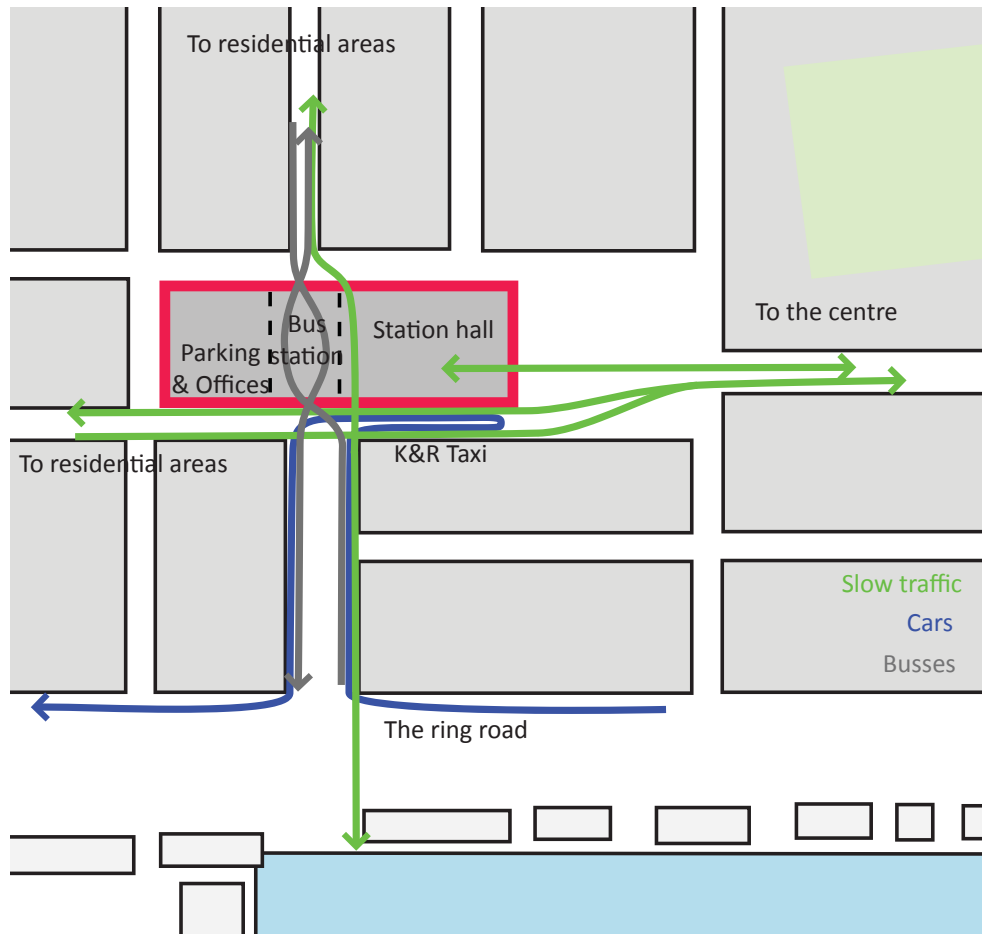 To residential areas
To the centre
Bus
station
Station hall
Parking
& Offices
K&R Taxi
To residential areas
Slow traffic
Cars
Busses
The ring road